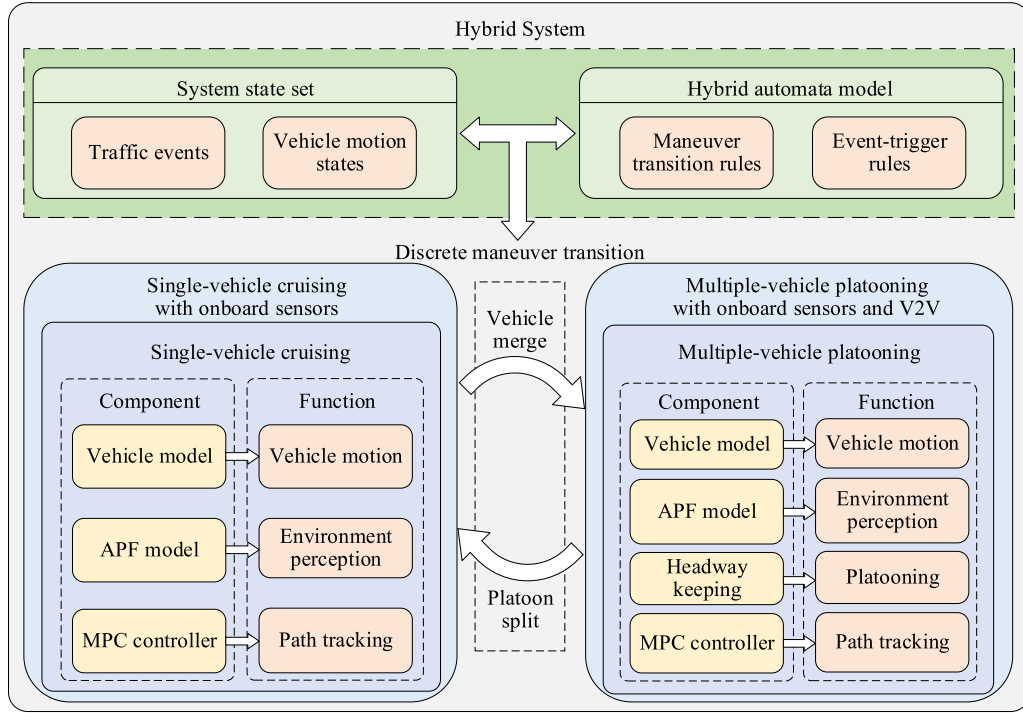 Hybrid System
System state set
Traffic events
Vehicle motion
states
Hybrid automata model
Maneuver
transition rules
Event-trigger
rules
Discrete maneuver transition
Single-vehicle cruising
with onboard sensors
Single-vehicle cruising
Component
Function
Vehicle model
Vehicle motion
APF model
Environment
perception
MPC controller
Path tracking
Vehicle
merge
Platoon
split
Multiple-vehicle platooning
with onboard sensors and V2V
Multiple-vehicle platooning
Component
Function
Vehicle model
Vehicle motion
APF model
Environment
perception
Headway
keeping
Platooning
MPC controller
Path tracking